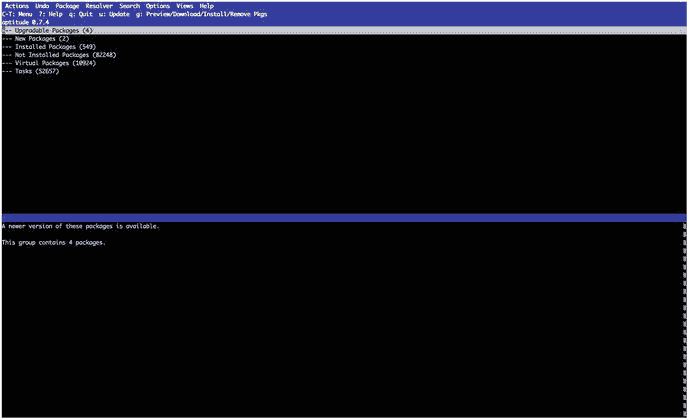 Actions Undo Package Resolver Search Options Views Help
C-T: Menu ?: Help q: Quit u: Update g: Preview/Download/Install/Remove Pkgs
aptitude 0.7.4
--- Upgradable Packages (4)
--- New Packages (2)
--- Installed Packages (549)
--- Not Installed Packages (82248)
--- Virtual Packages (10924)
--- Tasks (52657)
A newer version of these packages is available.
This group contains 4 packages.